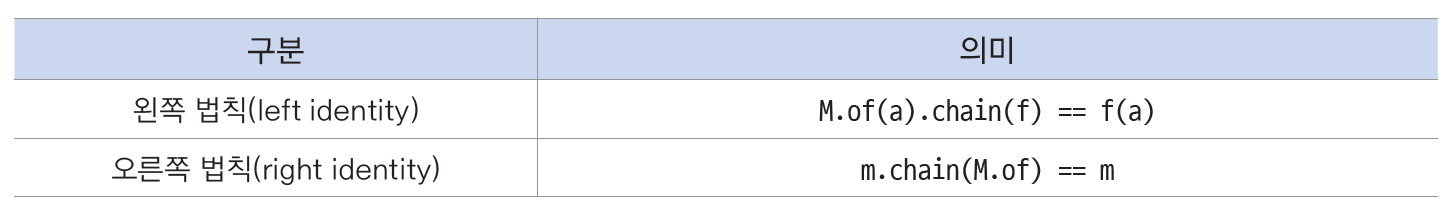 구분 의미
왼쪽 법칙(left identity) M.of(a).chain(f) == f(a)
오른쪽 법칙(right identity) m.chain(M.of) == m